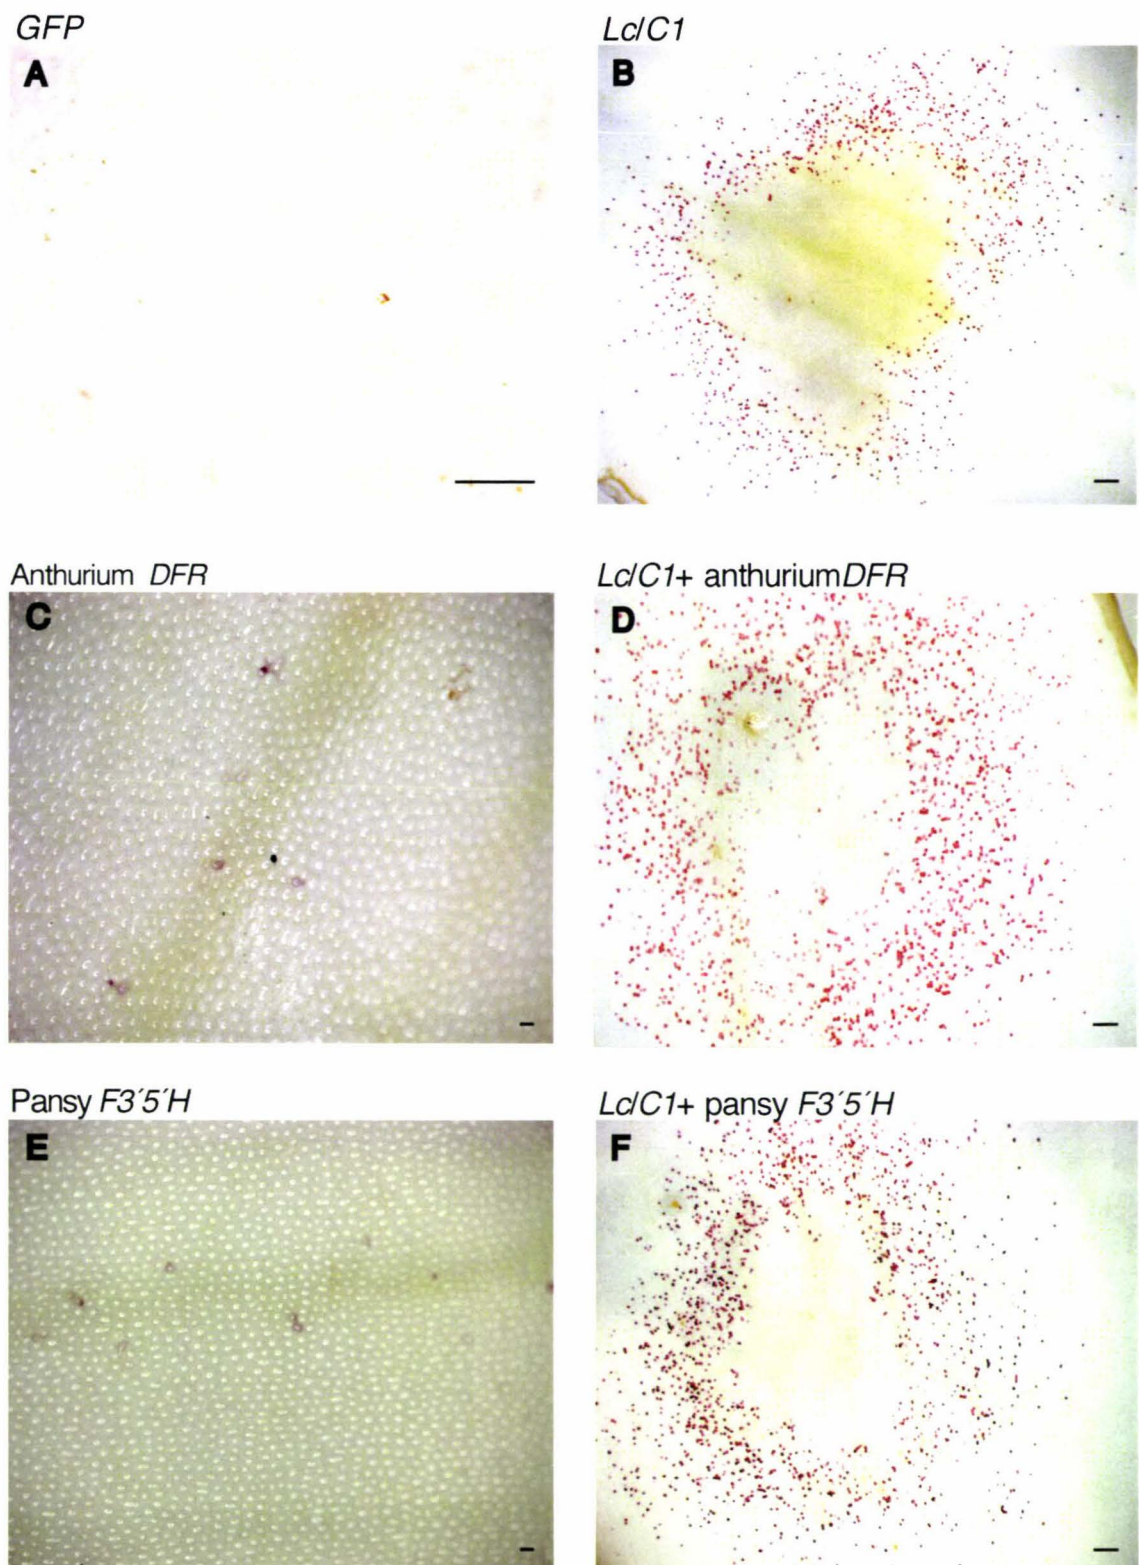 GFP
A
Lc/C1
B
Anthurium DFR
C
Lc/C1+ anthuriumDFR
D
Pansy F3´5´H
E
Lc/C1+ pansy F3´5´H
F